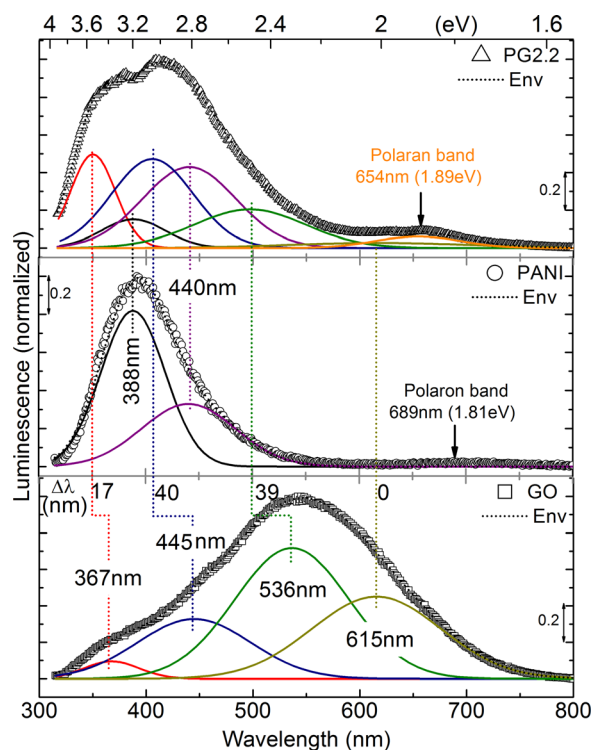 4 3.6 3.2 2.8 2.4 2 (eV) 1.6
PG2.2
Env
Polaran band
654nm (1.89eV)
0.2
PANI
Env
0.2
440nm
388nm
Polaron band
689nm (1.81eV)
Luminescence (normalized)
Δλ
(nm)
17 40 39 0
GO
Env
445nm
367nm
536nm
615nm
0.2
300 400 500 600 700 800
Wavelength (nm)